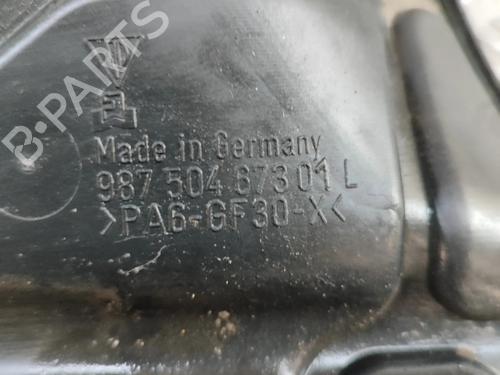 B-PARTS
Made in Germany
987 504 673 01 L
>PA6-GF30-X<